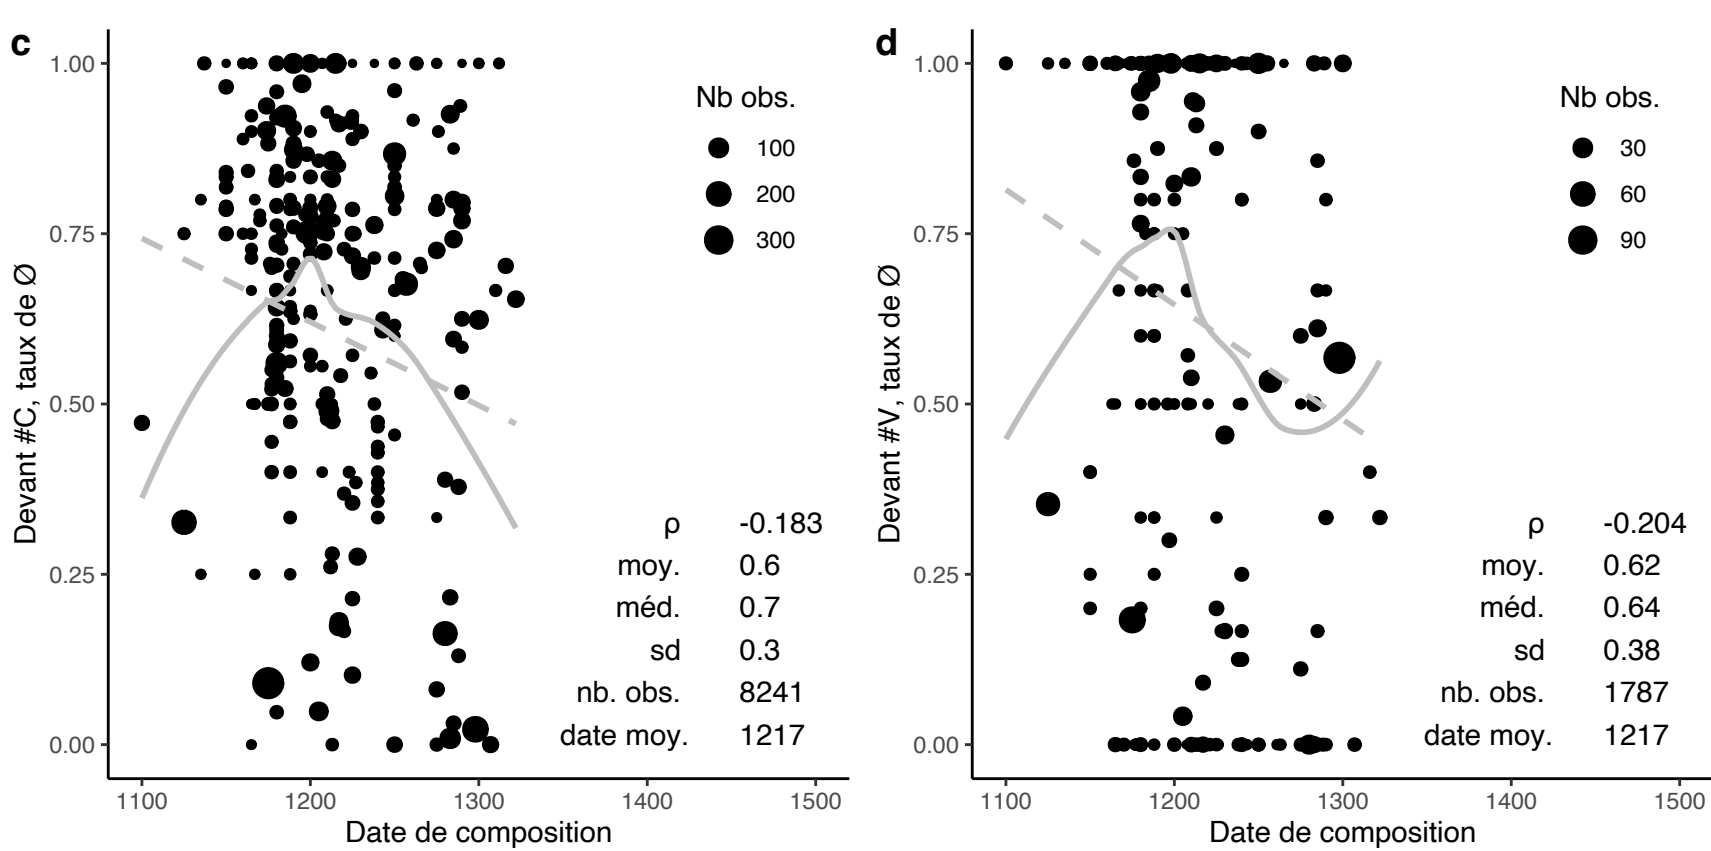 c
Devant #C, taux de Ø
1.00
0.75
0.50
0.25
0.00
1100 1200 1300 1400 1500
Date de composition
Nb obs.
100
200
300
ρ -0.183
moy. 0.6
méd. 0.7
sd 0.3
nb. obs. 8241
date moy. 1217
d
Devant #V, taux de Ø
1.00
0.75
0.50
0.25
0.00
1100 1200 1300 1400 1500
Date de composition
Nb obs.
30
60
90
ρ -0.204
moy. 0.62
méd. 0.64
sd 0.38
nb. obs. 1787
date moy. 1217